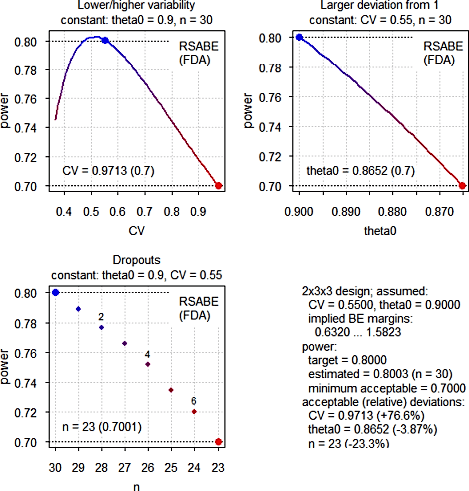 Lower/higher variability
constant: theta0 = 0.9, n = 30
RSABE
(FDA)
0.80
0.78
0.76
0.74
0.72
0.70
power
CV = 0.9713 (0.7)
0.4 0.5 0.6 0.7 0.8 0.9
CV
Larger deviation from 1
constant: CV = 0.55, n = 30
RSABE
(FDA)
0.80
0.78
0.76
0.74
0.72
0.70
power
theta0 = 0.8652 (0.7)
0.900 0.890 0.880 0.870
theta0
Dropouts
constant: theta0 = 0.9, CV = 0.55
RSABE
(FDA)
0.80
0.78
0.76
0.74
0.72
0.70
power
2
4
6
n = 23 (0.7001)
30 29 28 27 26 25 24 23
n
2x3x3 design; assumed:
CV = 0.5500, theta0 = 0.9000
implied BE margins:
0.6320 ... 1.5823
power:
target = 0.8000
estimated = 0.8003 (n = 30)
minimum acceptable = 0.7000
acceptable (relative) deviations:
CV = 0.9713 (+76.6%)
theta0 = 0.8652 (-3.87%)
n = 23 (-23.3%)